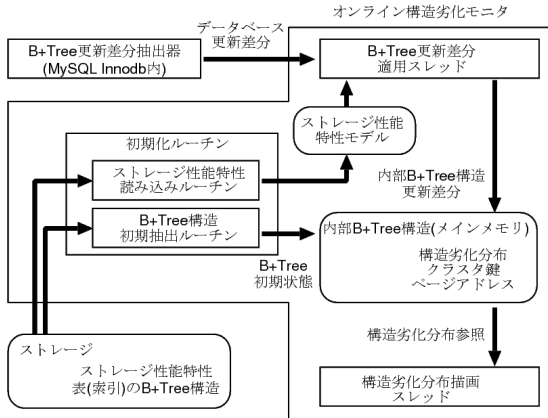 オンライン構造劣化モニタ
データベース
更新差分
B+Tree更新差分抽出器
(MySQL Innodb内)
B+Tree更新差分
適用スレッド
ストレージ性能
特性モデル
初期化ルーチン
ストレージ性能特性
読み込みルーチン
内部B+Tree構造
更新差分
B+Tree構造
初期抽出ルーチン
B+Tree
初期状態
内部B+Tree構造(メインメモリ)
構造劣化分布
クラスタ鍵
ページアドレス
ストレージ
ストレージ性能特性
表(索引)のB+Tree構造
構造劣化分布参照
構造劣化分布描画
スレッド